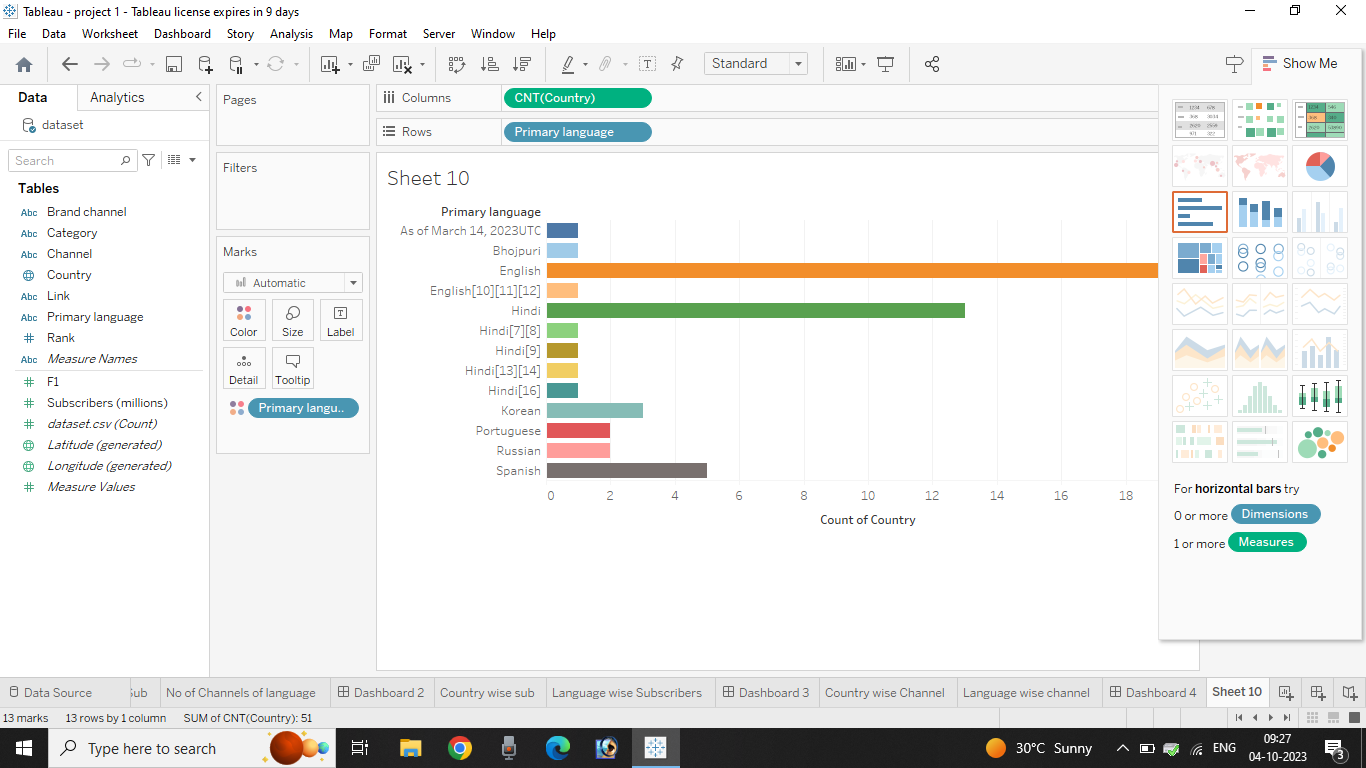 Tableau - project 1 - Tableau license expires in 9 days
File Data Worksheet Dashboard Story Analysis Map Format Server Window Help
Standard
Show Me
Data Analytics
dataset
Search
Tables
Abc Brand channel
Abc Category
Abc Channel
Country
Abc Link
Abc Primary language
# Rank
Abc Measure Names
# F1
# Subscribers (millions)
# dataset.csv (Count)
Latitude (generated)
Longitude (generated)
# Measure Values
Pages
Filters
Marks
Automatic
Color Size Label
Detail Tooltip
Primary langu..
Columns CNT(Country)
Rows Primary language
Sheet 10
Primary language
As of March 14, 2023UTC
Bhojpuri
English
English[10][11][12]
Hindi
Hindi[7][8]
Hindi[9]
Hindi[13][14]
Hindi[16]
Korean
Portuguese
Russian
Spanish
0 2 4 6 8 10 12 14 16 18
Count of Country
For horizontal bars try
0 or more Dimensions
1 or more Measures
Data Source Sub No of Channels of language Dashboard 2 Country wise sub Language wise Subscribers Dashboard 3 Country wise Channel Language wise channel Dashboard 4 Sheet 10
13 marks 13 rows by 1 column SUM of CNT(Country): 51
Type here to search
30°C Sunny
ENG
09:27
04-10-2023
3